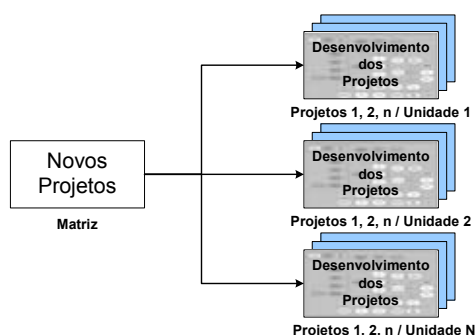 Desenvolvimento
dos
Projetos
Projetos 1, 2, n / Unidade 1
Novos
Projetos
Matriz
Desenvolvimento
dos
Projetos
Projetos 1, 2, n / Unidade 2
Desenvolvimento
dos
Projetos
Projetos 1, 2, n / Unidade N